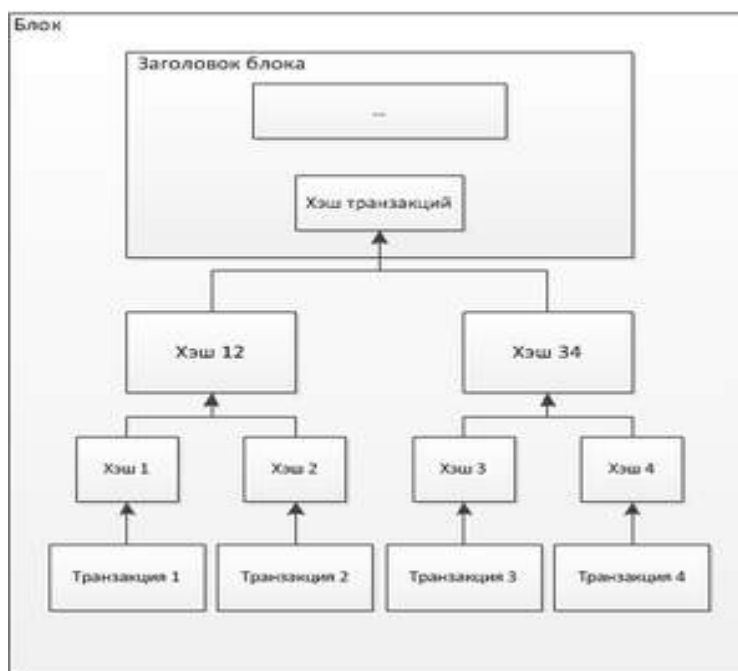 Блок
Заголовок блока
...
Хэш транзакций
Хэш 12
Хэш 34
Хэш 1
Хэш 2
Хэш 3
Хэш 4
Транзакция 1
Транзакция 2
Транзакция 3
Транзакция 4